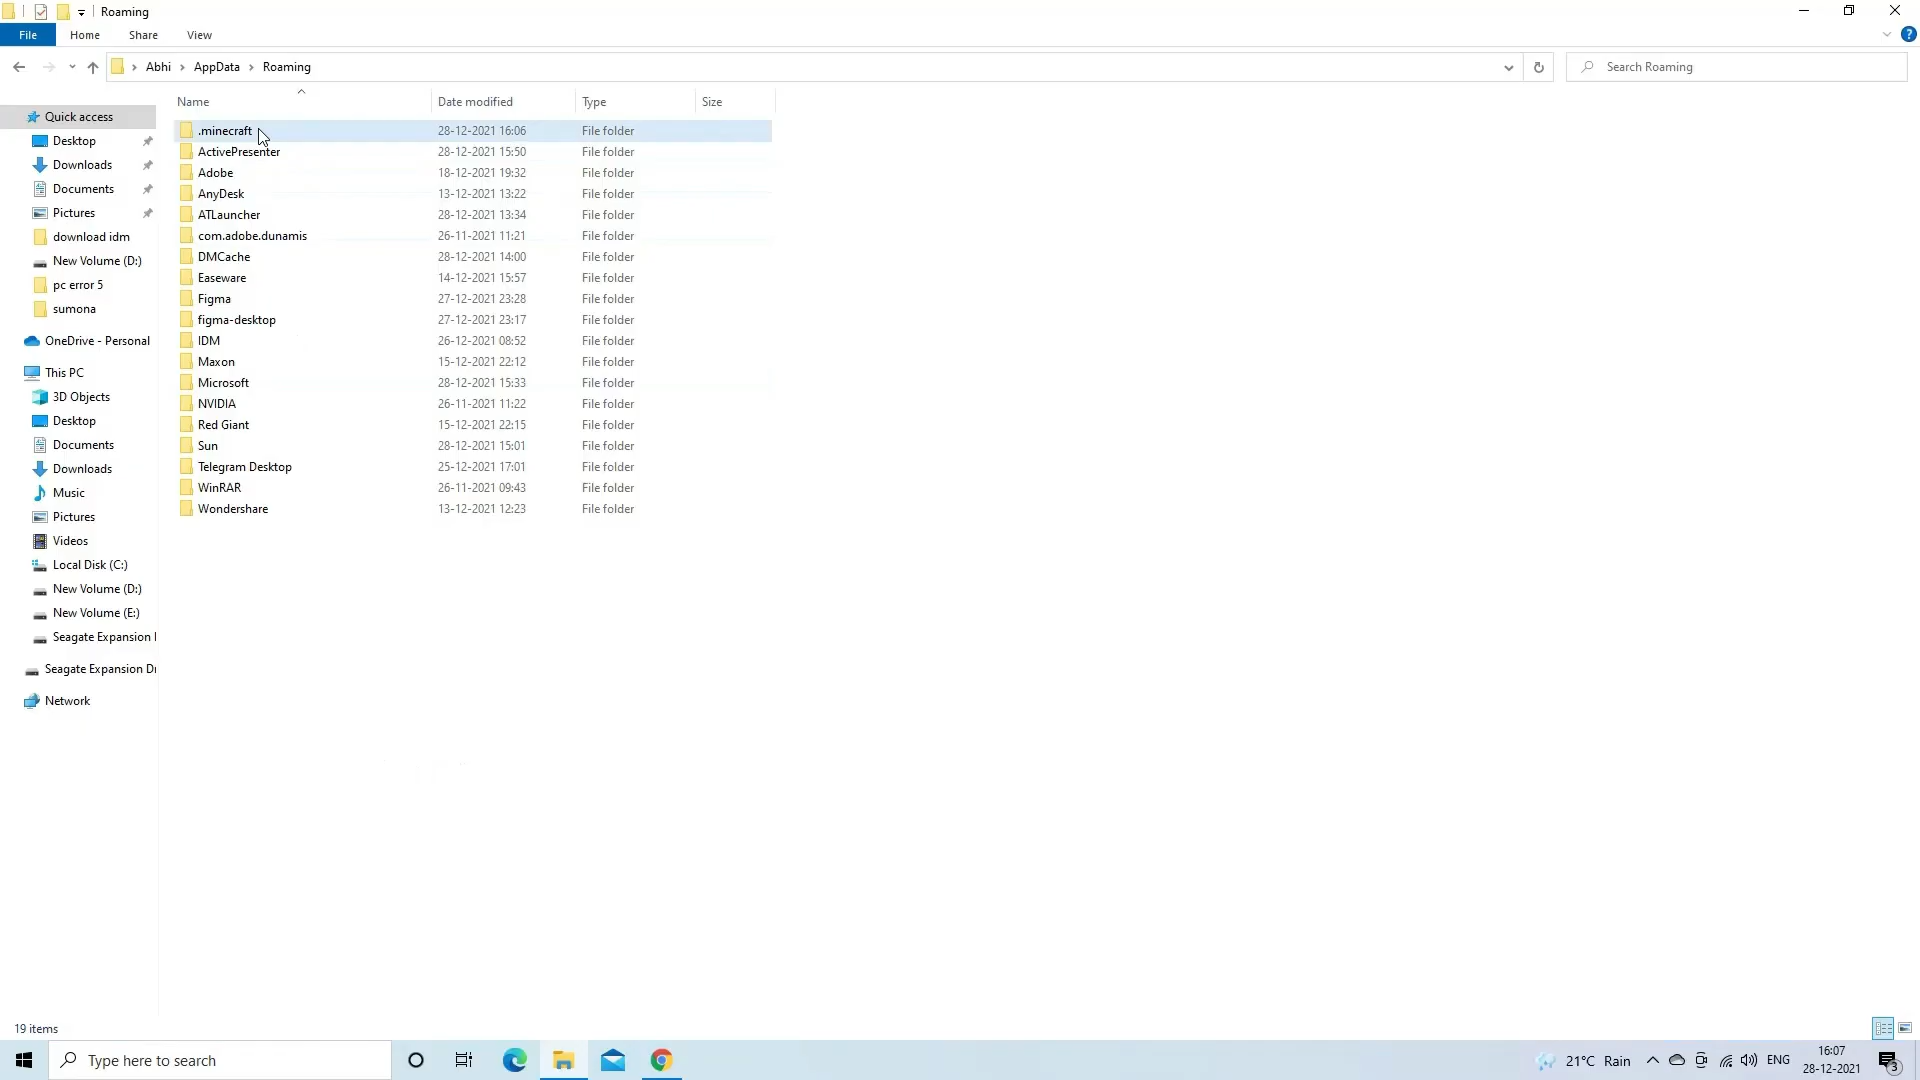 Roaming
File Home Share View
Abhi AppData Roaming
Search Roaming
Name Date modified Type Size
.minecraft 28-12-2021 16:06 File folder
ActivePresenter 28-12-2021 15:50 File folder
Adobe 18-12-2021 19:32 File folder
AnyDesk 13-12-2021 13:22 File folder
ATLauncher 28-12-2021 13:34 File folder
com.adobe.dunamis 26-11-2021 11:21 File folder
DMCache 28-12-2021 14:00 File folder
Easeware 14-12-2021 15:57 File folder
Figma 27-12-2021 23:28 File folder
figma-desktop 27-12-2021 23:17 File folder
IDM 26-12-2021 08:52 File folder
Maxon 15-12-2021 22:12 File folder
Microsoft 28-12-2021 15:33 File folder
NVIDIA 26-11-2021 11:22 File folder
Red Giant 15-12-2021 22:15 File folder
Sun 28-12-2021 15:01 File folder
Telegram Desktop 25-12-2021 17:01 File folder
WinRAR 26-11-2021 09:43 File folder
Wondershare 13-12-2021 12:23 File folder
Quick access
Desktop
Downloads
Documents
Pictures
download idm
New Volume (D:)
pc error 5
sumona
OneDrive - Personal
This PC
3D Objects
Desktop
Documents
Downloads
Music
Pictures
Videos
Local Disk (C:)
New Volume (D:)
New Volume (E:)
Seagate Expansion
Seagate Expansion Dr
Network
19 items
Type here to search
21°C Rain
ENG
16:07
28-12-2021
3